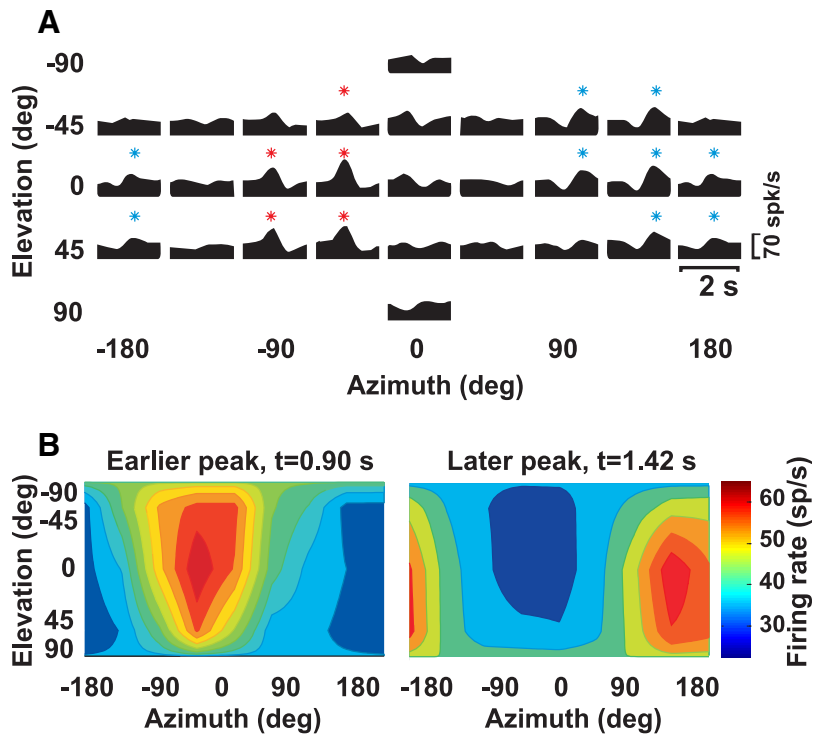 A
Elevation (deg)
-90
-45
0
45
90
* * *
* * * * * *
* * * * *
70 spk/s
2 s
-180 -90 0 90 180
Azimuth (deg)
B
Earlier peak, t=0.90 s
Later peak, t=1.42 s
Elevation (deg)
-90
-45
0
45
90
-180 -90 0 90 180
Azimuth (deg)
-180 -90 0 90 180
Azimuth (deg)
60
50
40
30
Firing rate (sp/s)